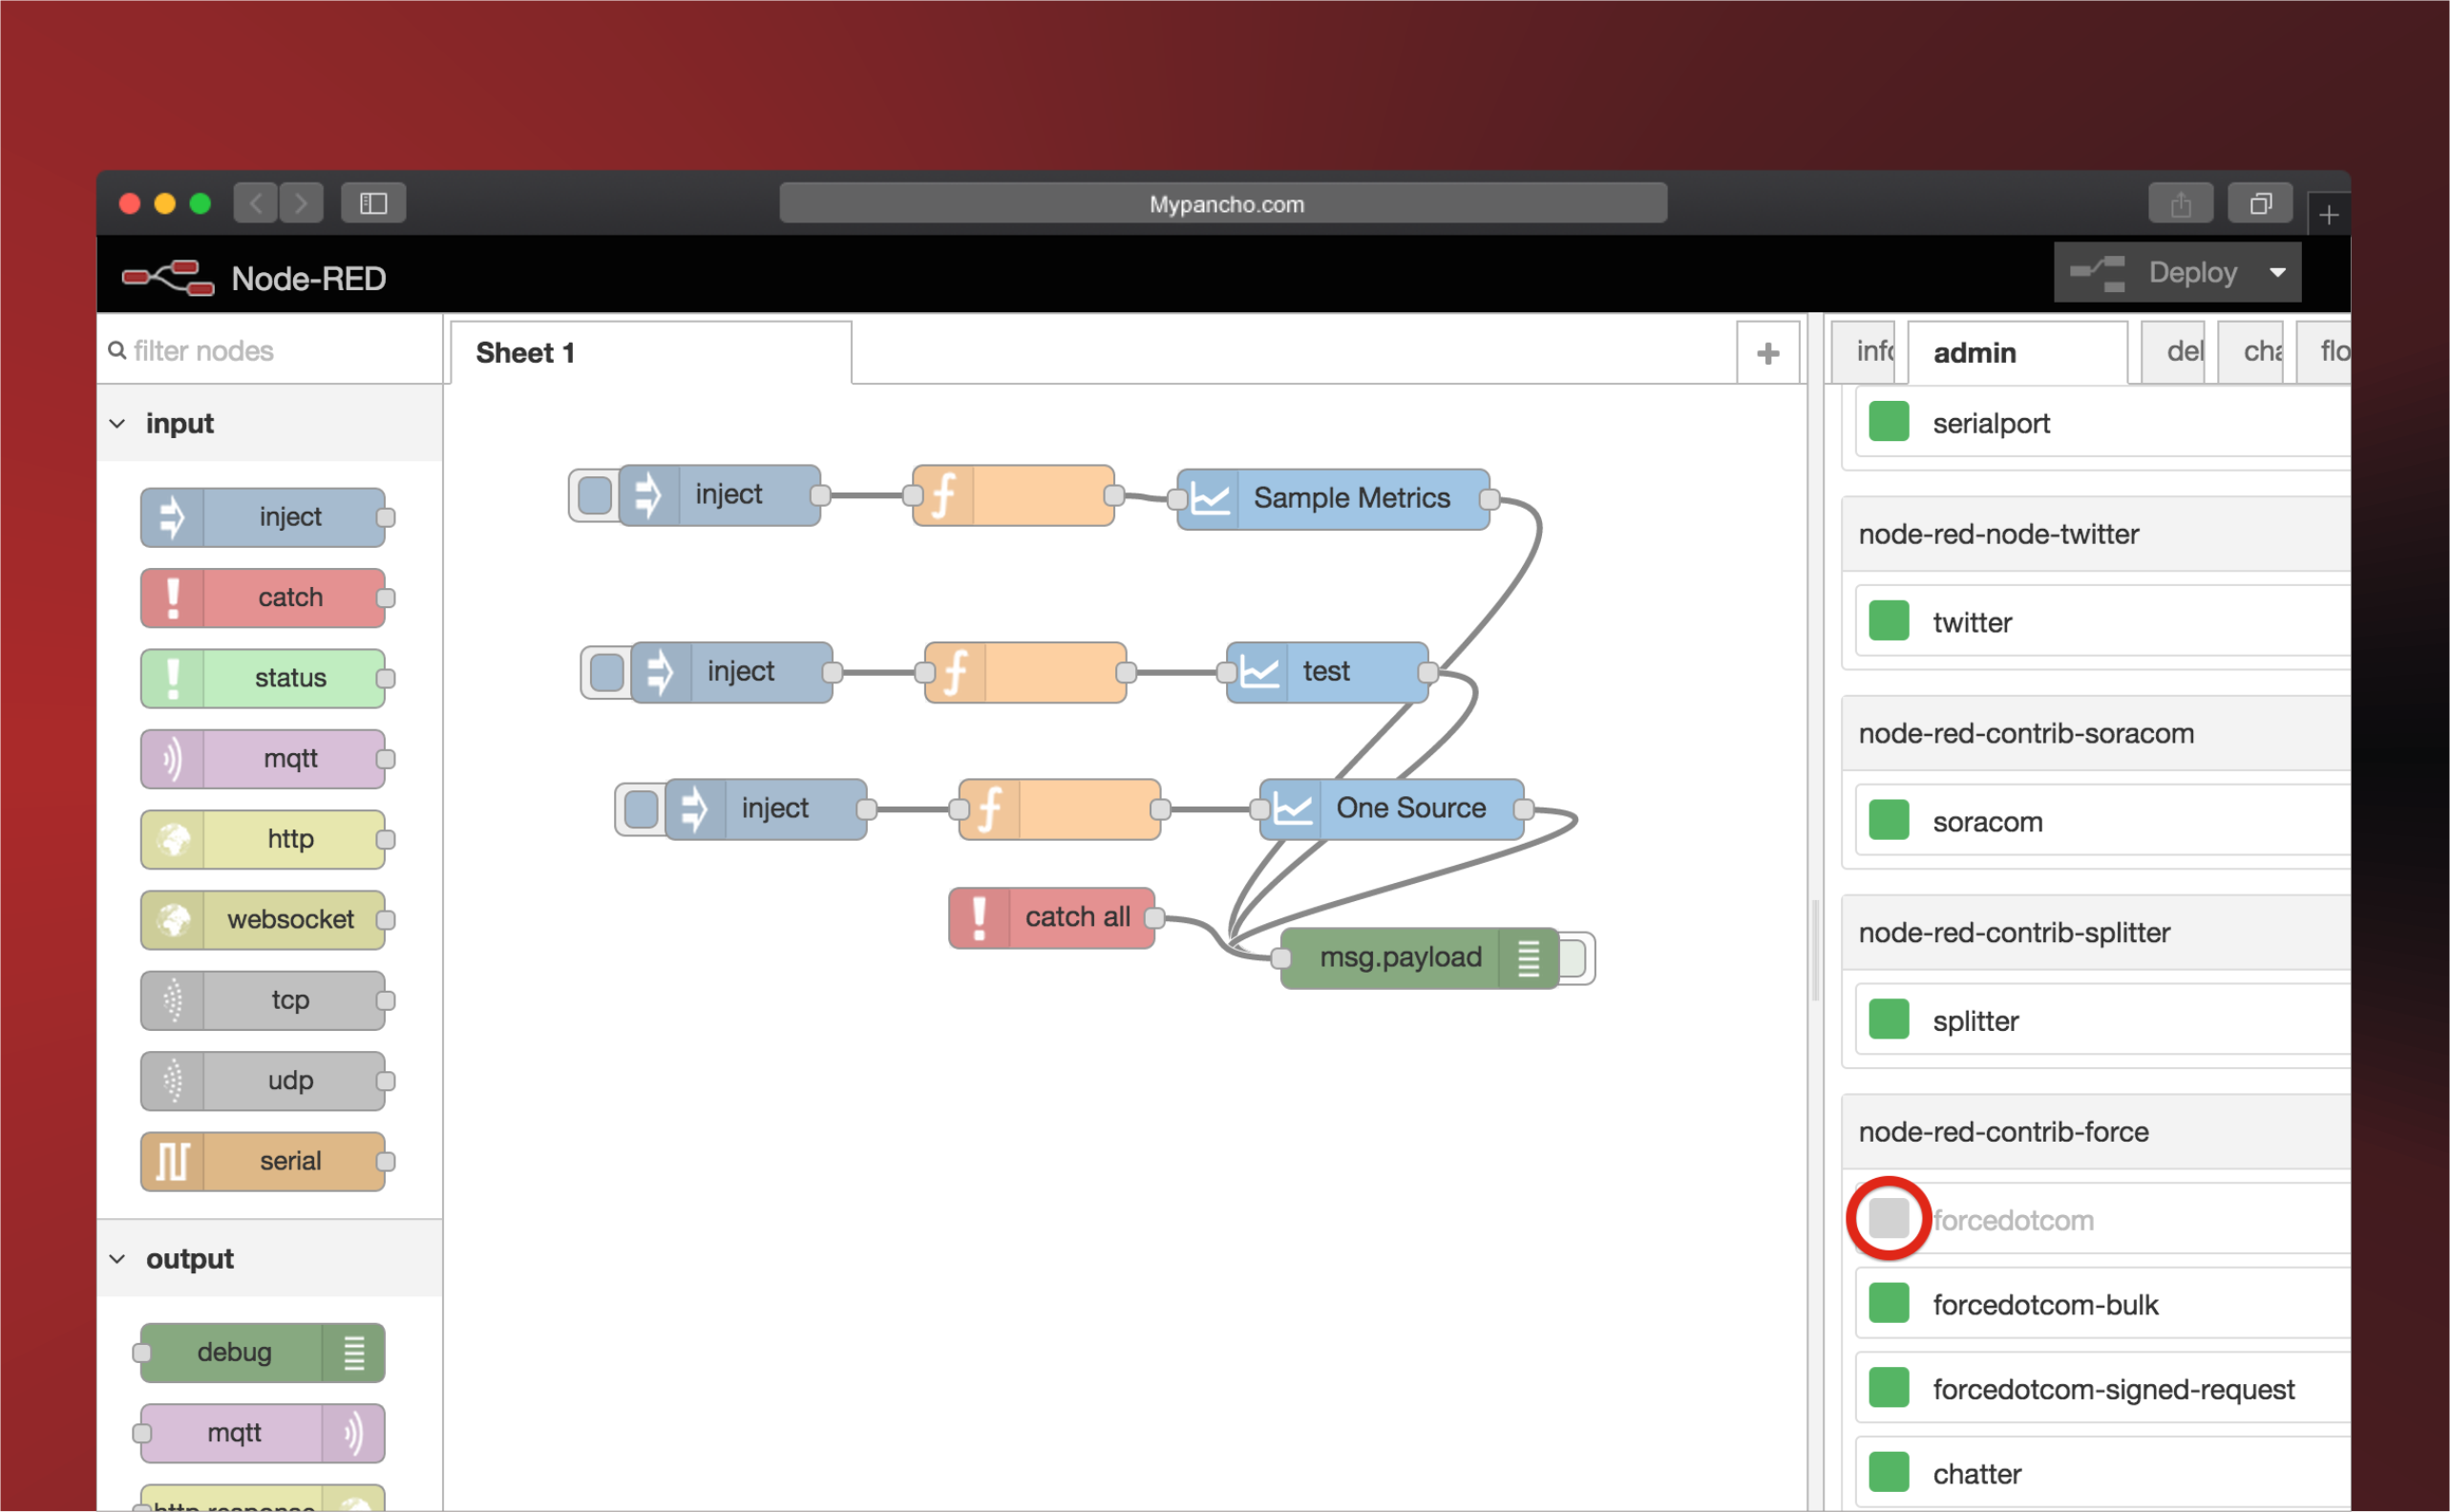 Mypancho.com
Node-RED
Deploy
filter nodes
Sheet 1
info
admin
del
cha
flo
input
inject
catch
status
mqtt
http
websocket
tcp
udp
serial
output
debug
mqtt
http response
inject
Sample Metrics
inject
test
inject
One Source
catch all
msg.payload
serialport
node-red-node-twitter
twitter
node-red-contrib-soracom
soracom
node-red-contrib-splitter
splitter
node-red-contrib-force
forcedotcom
forcedotcom-bulk
forcedotcom-signed-request
chatter